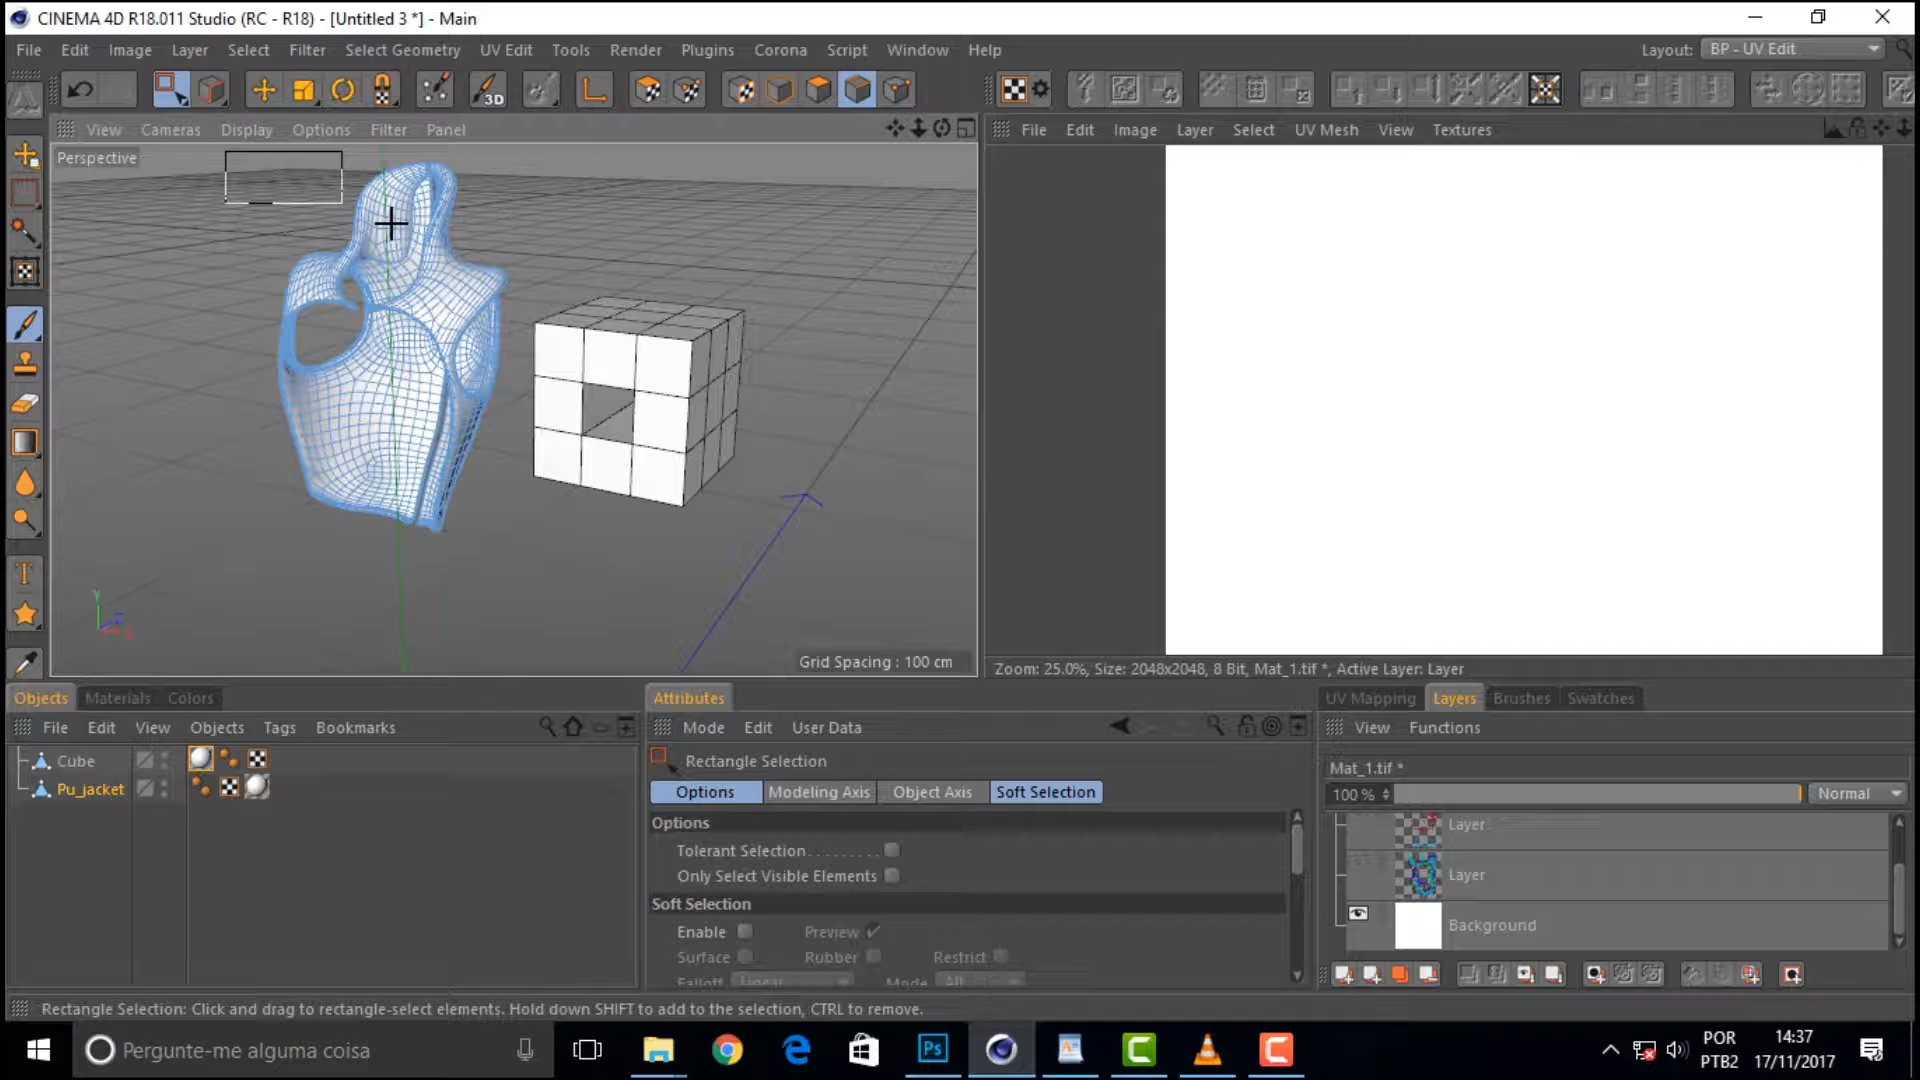 CINEMA 4D R18.011 Studio (RC - R18) - [Untitled 3 *] - Main
File Edit Image Layer Select Filter Select Geometry UV Edit Tools Render Plugins Corona Script Window Help
Layout: BP - UV Edit
3D
View Cameras Display Options Filter Panel
File Edit Image Layer Select UV Mesh View Textures
Perspective
Y
Z
X
Grid Spacing : 100 cm
Zoom: 25.0%, Size: 2048x2048, 8 Bit, Mat_1.tif *, Active Layer: Layer
Objects Materials Colors
File Edit View Objects Tags Bookmarks
Cube
Pu_jacket
Attributes
Mode Edit User Data
Rectangle Selection
Options Modeling Axis Object Axis Soft Selection
Options
Tolerant Selection . . . . . . . . .
Only Select Visible Elements
Soft Selection
Enable Preview
Surface Rubber Restrict
Falloff Linear Mode All
UV Mapping Layers Brushes Swatches
View Functions
Mat_1.tif *
100 % Normal
Layer
Layer
Background
Rectangle Selection: Click and drag to rectangle-select elements. Hold down SHIFT to add to the selection, CTRL to remove.
Pergunte-me alguma coisa
Ps
POR
PTB2
14:37
17/11/2017